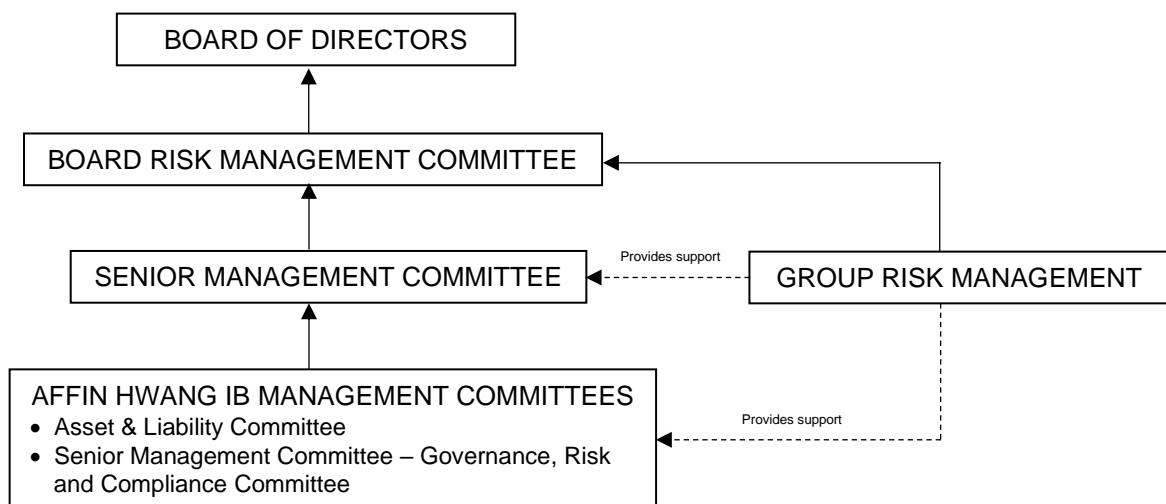 BOARD OF DIRECTORS
BOARD RISK MANAGEMENT COMMITTEE
SENIOR MANAGEMENT COMMITTEE
Provides support
GROUP RISK MANAGEMENT
AFFIN HWANG IB MANAGEMENT COMMITTEES
• Asset & Liability Committee
• Senior Management Committee – Governance, Risk
and Compliance Committee
Provides support